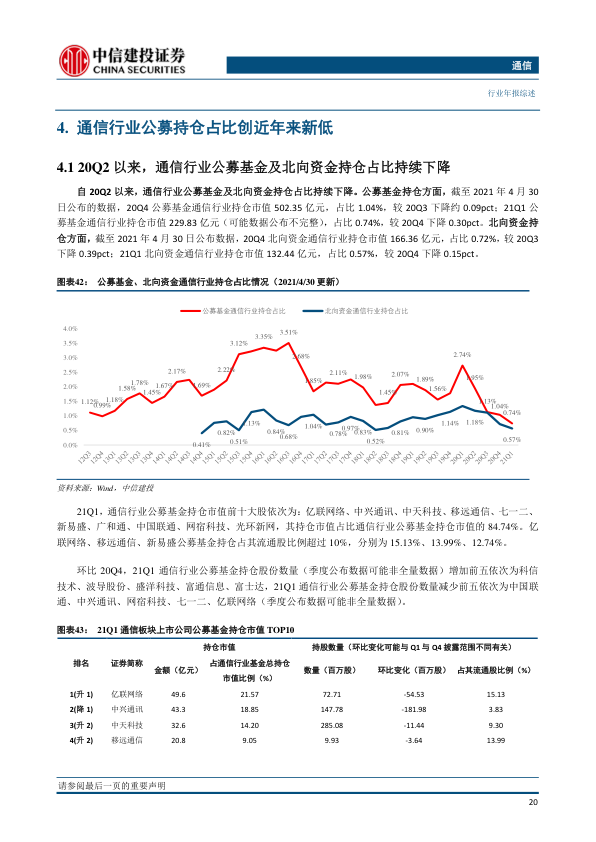 中信建投证券
CHINA SECURITIES
通信
行业年报综述
4. 通信行业公募持仓占比创近年来新低
4.1 20Q2 以来，通信行业公募基金及北向资金持仓占比持续下降
自 20Q2 以来，通信行业公募基金及北向资金持仓占比持续下降。公募基金持仓方面，截至 2021 年 4 月 30
日公布的数据，20Q4 公募基金通信行业持仓市值 502.35 亿元，占比 1.04%，较 20Q3 下降约 0.09pct；21Q1 公
募基金通信行业持仓市值 229.83 亿元（可能数据公布不完整），占比 0.74%，较 20Q4 下降 0.30pct。北向资金持
仓方面，截至 2021 年 4 月 30 日公布数据，20Q4 北向资金通信行业持仓市值 166.36 亿元，占比 0.72%，较 20Q3
下降 0.39pct；21Q1 北向资金通信行业持仓市值 132.44 亿元，占比 0.57%，较 20Q4 下降 0.15pct。
图表42： 公募基金、北向资金通信行业持仓占比情况（2021/4/30 更新）
公募基金通信行业持仓占比 北向资金通信行业持仓占比
4.0%
3.5%
3.0%
2.5%
2.0%
1.5%
1.0%
0.5%
0.0%
1.12% 0.99% 1.18% 1.58% 1.78% 1.45% 1.67% 2.17% 1.69% 2.22% 3.12% 3.35% 3.51% 2.68% 1.85% 2.11% 1.98% 1.45% 2.07% 1.89% 1.56% 2.74% 1.95% 1.13% 1.04% 0.74%
0.41% 0.82% 0.51% 1.13% 0.84% 0.68% 1.04% 0.78% 0.97% 0.83% 0.52% 0.81% 0.90% 1.14% 1.18% 0.57%
12Q3 12Q4 13Q1 13Q2 13Q3 13Q4 14Q1 14Q2 14Q3 14Q4 15Q1 15Q2 15Q3 15Q4 16Q1 16Q2 16Q3 16Q4 17Q1 17Q2 17Q3 17Q4 18Q1 18Q2 18Q3 18Q4 19Q1 19Q2 19Q3 19Q4 20Q1 20Q2 20Q3 20Q4 21Q1
资料来源：Wind，中信建投
21Q1，通信行业公募基金持仓市值前十大股依次为：亿联网络、中兴通讯、中天科技、移远通信、七一二、
新易盛、广和通、中国联通、网宿科技、光环新网，其持仓市值占比通信行业公募基金持仓市值的 84.74%。亿
联网络、移远通信、新易盛公募基金持仓占其流通股比例超过 10%，分别为 15.13%、13.99%、12.74%。
环比 20Q4，21Q1 通信行业公募基金持仓股份数量（季度公布数据可能非全量数据）增加前五依次为科信
技术、波导股份、盛洋科技、富通信息、富士达，21Q1 通信行业公募基金持仓股份数量减少前五依次为中国联
通、中兴通讯、网宿科技、七一二、亿联网络（季度公布数据可能非全量数据）。
图表43： 21Q1 通信板块上市公司公募基金持仓市值 TOP10
持仓市值 持股数量（环比变化可能与 Q1 与 Q4 披露范围不同有关）
排名 证券简称 金额（亿元） 占通信行业基金总持仓市值比例（%） 数量（百万股） 环比变化（百万股） 占其流通股比例（%）
1(升 1) 亿联网络 49.6 21.57 72.71 -54.53 15.13
2(降 1) 中兴通讯 43.3 18.85 147.78 -181.98 3.83
3(升 2) 中天科技 32.6 14.20 285.08 -11.44 9.30
4(升 2) 移远通信 20.8 9.05 9.93 -3.64 13.99
请参阅最后一页的重要声明
20